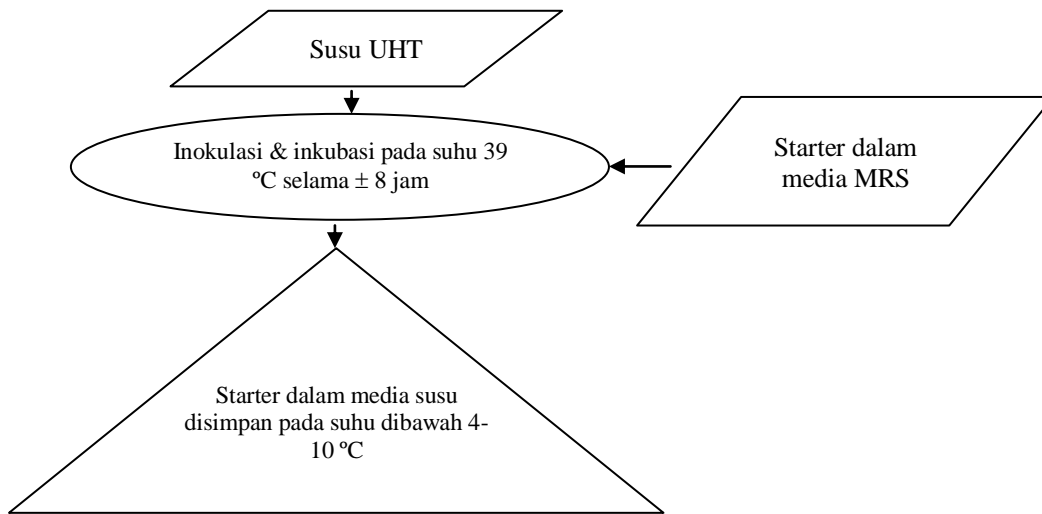 Susu UHT
Inokulasi & inkubasi pada suhu 39
ºC selama ± 8 jam
Starter dalam
media MRS
Starter dalam media susu
disimpan pada suhu dibawah 4-
10 ºC